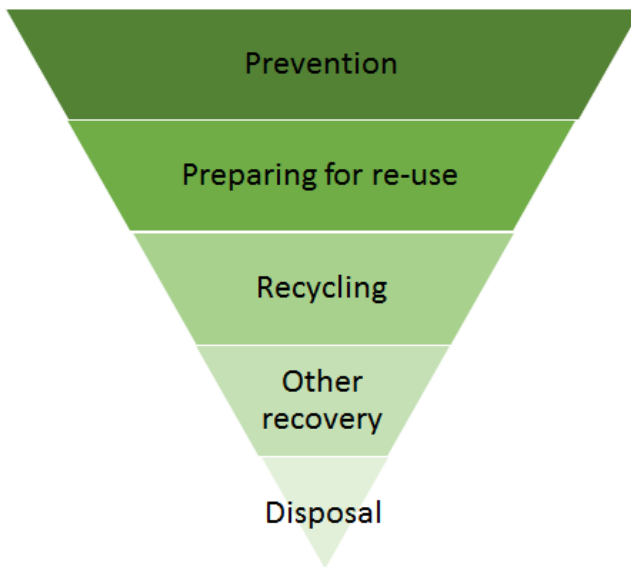 Prevention
Preparing for re-use
Recycling
Other
recovery
Disposal